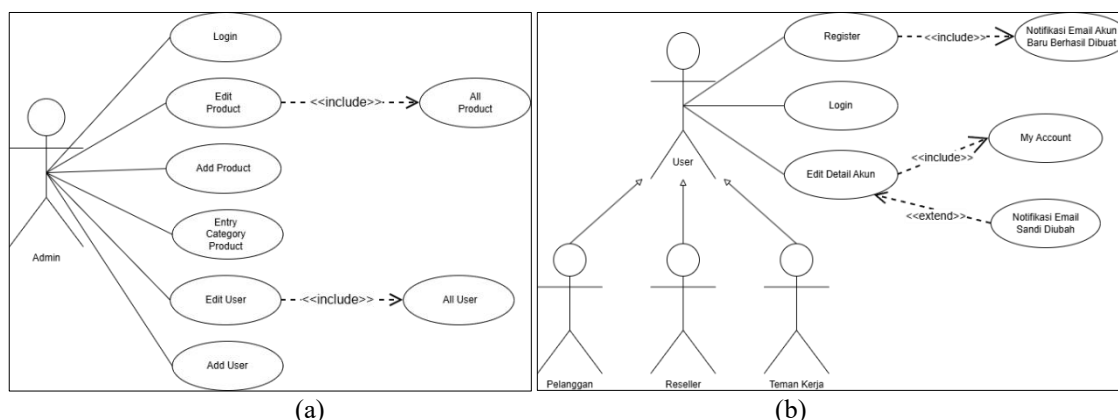 Login
Edit
Product
<<include>>
All
Product
Add Product
Entry
Category
Product
Admin
Edit User
<<include>>
All User
Add User
(a)
Register
<<include>>
Notifikasi Email Akun
Baru Berhasil Dibuat
Login
User
Edit Detail Akun
<<include>>
My Account
<<extend>>
Notifikasi Email
Sandi Diubah
Pelanggan
Reseller
Teman Kerja
(b)